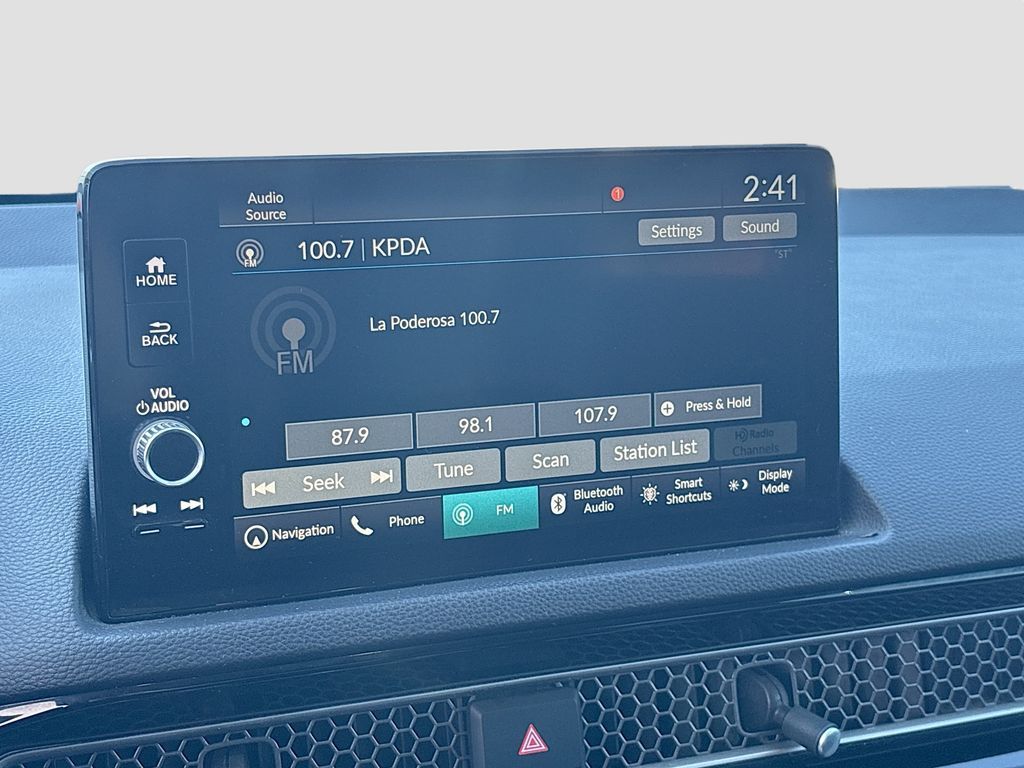 Audio
Source
1
2:41
FM
100.7 | KPDA
Settings
Sound
"ST"
HOME
BACK
FM
La Poderosa 100.7
VOL
AUDIO
87.9
98.1
107.9
Press & Hold
Seek
Tune
Scan
Station List
HD Radio
Channels
Navigation
Phone
FM
Bluetooth
Audio
Smart
Shortcuts
Display
Mode